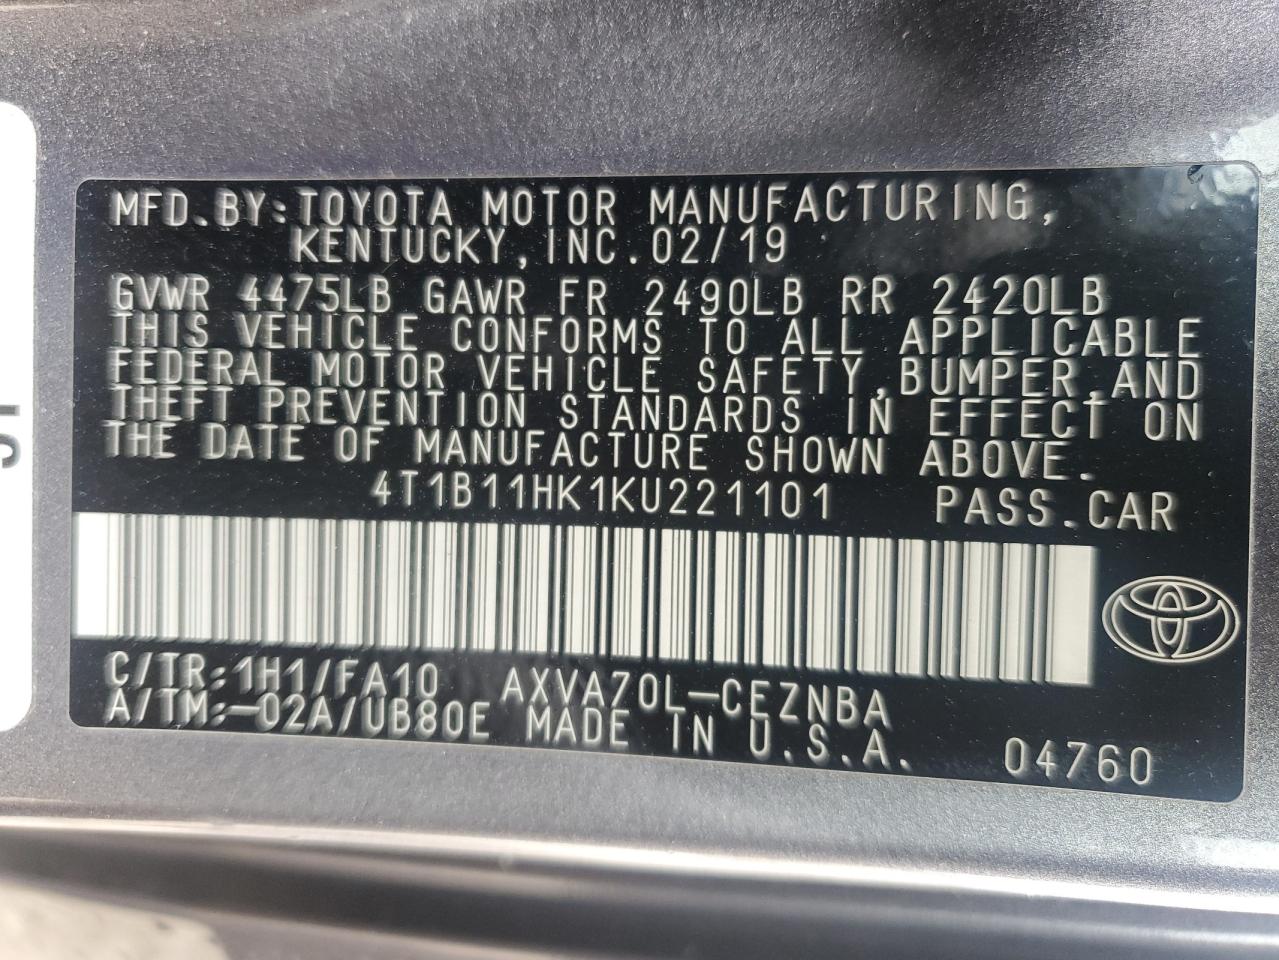 MFD.BY:TOYOTA MOTOR MANUFACTURING,
KENTUCKY,INC.02/19
GVWR 4475LB GAWR FR 2490LB RR 2420LB
THIS VEHICLE CONFORMS TO ALL APPLICABLE
FEDERAL MOTOR VEHICLE SAFETY,BUMPER,AND
THEFT PREVENTION STANDARDS IN EFFECT ON
THE DATE OF MANUFACTURE SHOWN ABOVE.
4T1B11HK1KU221101 PASS.CAR
C/TR:1H1/FA10 AXVA70L-CEZNBA
A/TM:-02A/UB80E MADE IN U.S.A. 04760